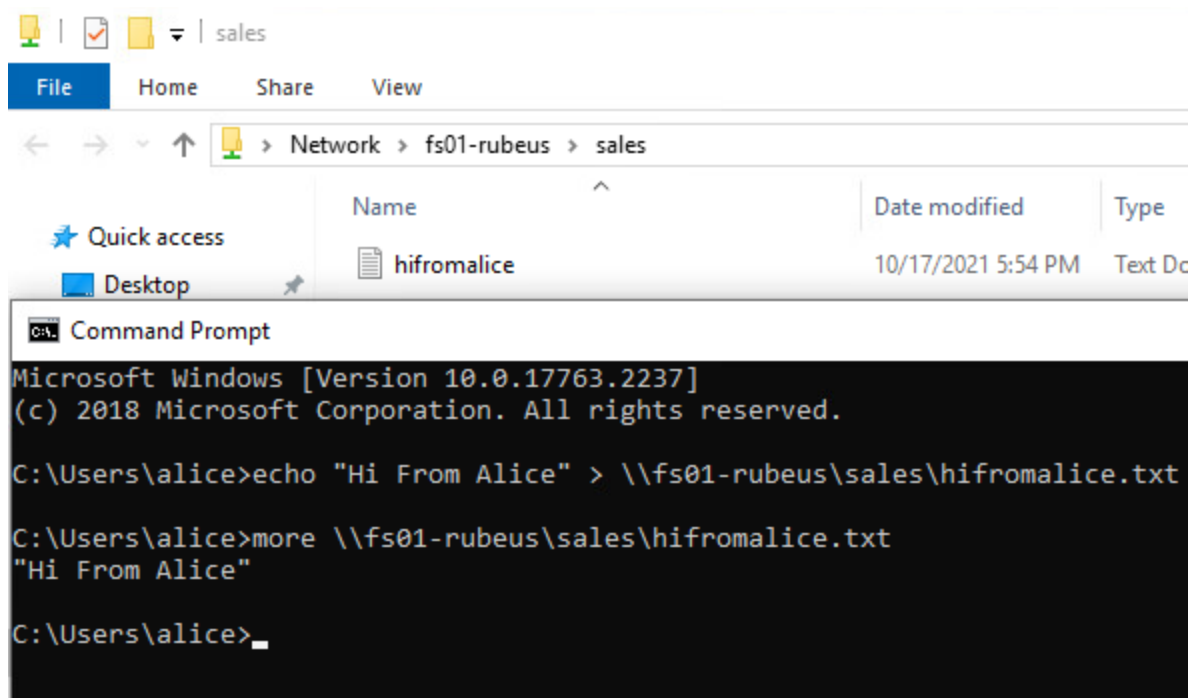 sales
File Home Share View
Network > fs01-rubeus > sales
Name Date modified Type
Quick access
hifromalice 10/17/2021 5:54 PM Text Do
Desktop
C:\. Command Prompt
Microsoft Windows [Version 10.0.17763.2237]
(c) 2018 Microsoft Corporation. All rights reserved.
C:\Users\alice>echo "Hi From Alice" > \\fs01-rubeus\sales\hifromalice.txt
C:\Users\alice>more \\fs01-rubeus\sales\hifromalice.txt
"Hi From Alice"
C:\Users\alice>